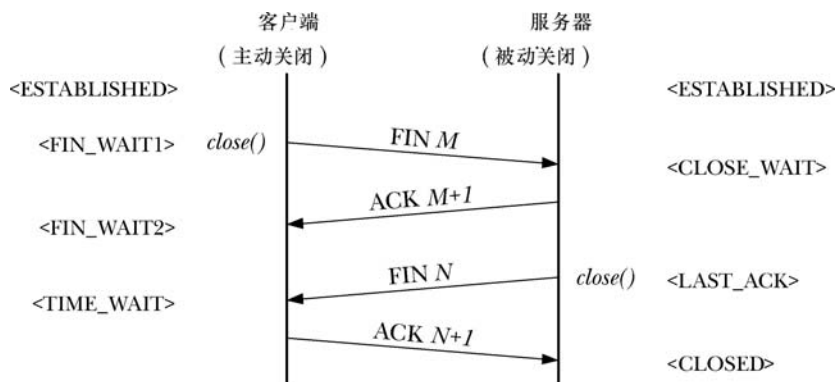 客户端 服务器
（主动关闭） （被动关闭）
<ESTABLISHED> <ESTABLISHED>
<FIN_WAIT1> close() FIN M
<CLOSE_WAIT>
ACK M+1
<FIN_WAIT2>
FIN N close() <LAST_ACK>
<TIME_WAIT>
ACK N+1
<CLOSED>